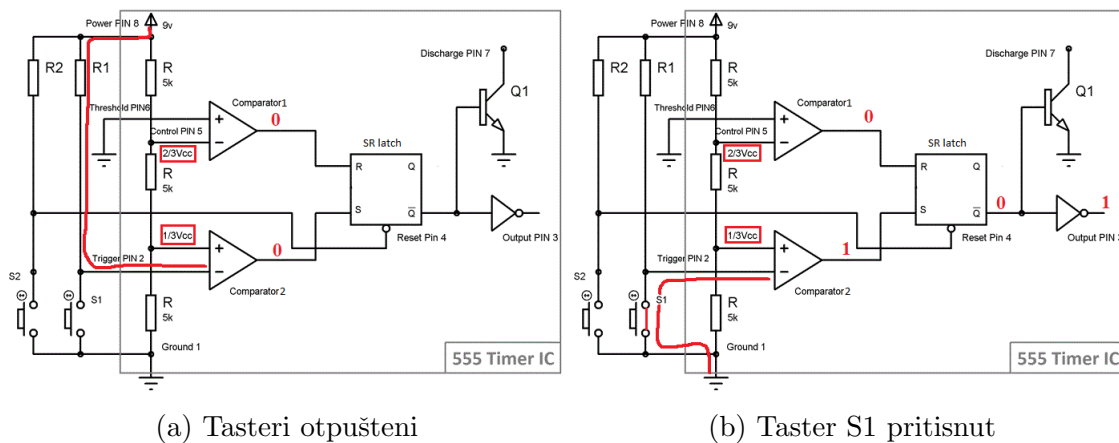 Power PIN 8
9v
R2
R1
R
5k
Discharge PIN 7
Q1
Threshold PIN6
Comparator1
0
+
−
Control PIN 5
2/3Vcc
R
5k
SR latch
R
Q
S
Q
1/3Vcc
0
Reset Pin 4
Output PIN 3
+
−
Trigger PIN 2
Comparator2
S2
S1
R
5k
Ground 1
555 Timer IC
(a) Tasteri otpušteni
Power PIN 8
9v
R2
R1
R
5k
Discharge PIN 7
Q1
Threshold PIN6
Comparator1
0
+
−
Control PIN 5
2/3Vcc
R
5k
SR latch
R
Q
S
Q
0
1
1/3Vcc
1
Reset Pin 4
Output PIN 3
+
−
Trigger PIN 2
Comparator2
S2
S1
R
5k
Ground 1
555 Timer IC
(b) Taster S1 pritisnut